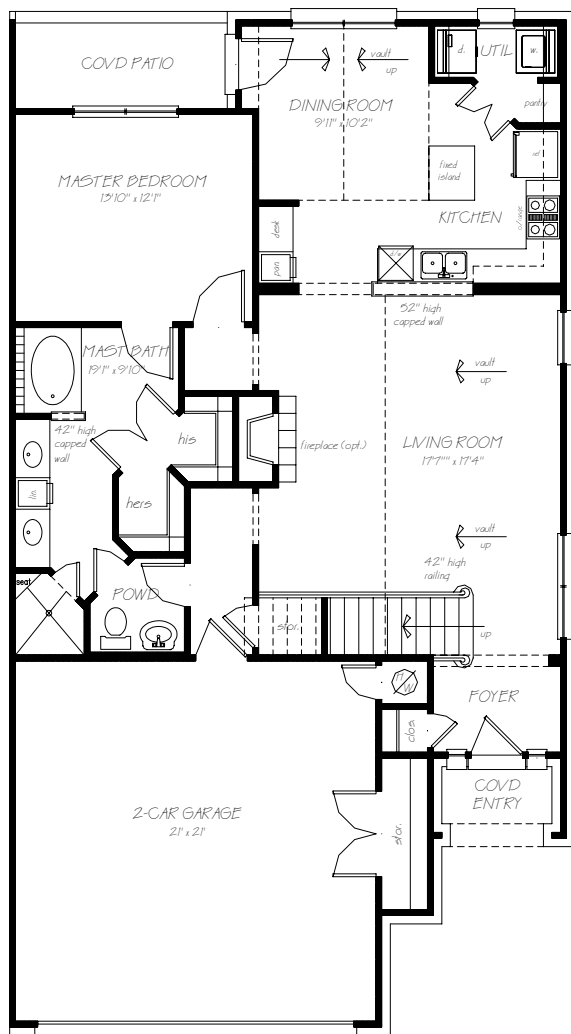 COV'D PATIO
vault
up
d.
UTIL
w.
DINING ROOM
9'11" x 10'2"
pantry
ref.
fixed
island
MASTER BEDROOM
13'10" x 12'1"
KITCHEN
desk
pan
d/w
52" high
capped wall
MAST BATH
19'1" x 9'10"
vault
up
his
42" high
capped
wall
fireplace (opt.)
LIVING ROOM
17'7" x 17'4"
lin.
hers
vault
up
42" high
railing
seat
POWD
stor.
up
H
W
FOYER
clos.
COV'D
ENTRY
2-CAR GARAGE
21' x 21'
stor.